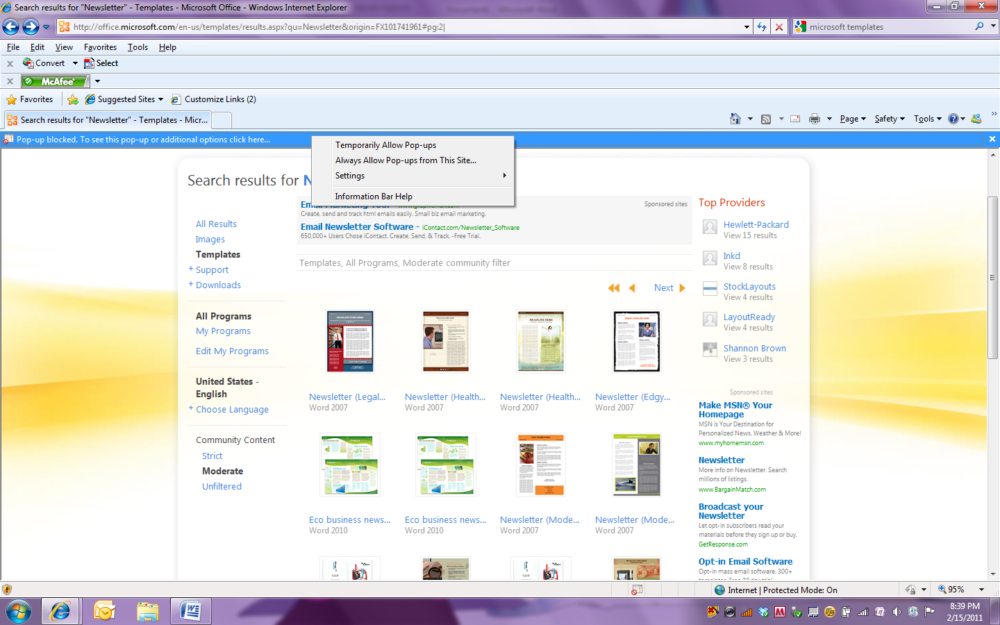 Search results for "Newsletter" - Templates - Microsoft Office - Windows Internet Explorer
http://office.microsoft.com/en-us/templates/results.aspx?qu=Newsletter&origin=FX101741961#pg:2
microsoft templates
File Edit View Favorites Tools Help
x Convert Select
x McAfee
Favorites Suggested Sites Customize Links (2)
Search results for "Newsletter" - Templates - Micr...
Page Safety Tools
Pop-up blocked. To see this pop-up or additional options click here...
Temporarily Allow Pop-ups
Always Allow Pop-ups from This Site...
Settings
Information Bar Help
Search results for N
All Results
Images
Templates
+ Support
+ Downloads
All Programs
My Programs
Edit My Programs
United States -
English
+ Choose Language
Community Content
Strict
Moderate
Unfiltered
Sponsored sites
Create, send and track html emails easily. Small biz email marketing.
Email Newsletter Software - iContact.com/Newsletter_Software
650,000+ Users Chose iContact. Create, Send, & Track. -Free Trial.
Templates, All Programs, Moderate community filter
Next
Newsletter (Legal...
Word 2007
Newsletter (Health...
Word 2007
Newsletter (Health...
Word 2007
Newsletter (Edgy...
Word 2007
Eco business news...
Word 2010
Eco business news...
Word 2010
Newsletter (Mode...
Word 2007
Newsletter (Mode...
Word 2007
Top Providers
Hewlett-Packard
View 15 results
Inkd
View 8 results
StockLayouts
View 4 results
LayoutReady
View 4 results
Shannon Brown
View 3 results
Sponsored sites
Make MSN® Your
Homepage
MSN is Your Destination for
Personalized News, Weather & More!
www.myhomemsn.com
Newsletter
More info on Newsletter. Search
millions of listings.
www.BargainMatch.com
Broadcast your
Newsletter
Let opt-in subscribers read your
materials before they sign up or buy.
GetResponse.com
Opt-in Email Software
Opt-in mass email software. 300+
Internet | Protected Mode: On
95%
8:39 PM
2/15/2011